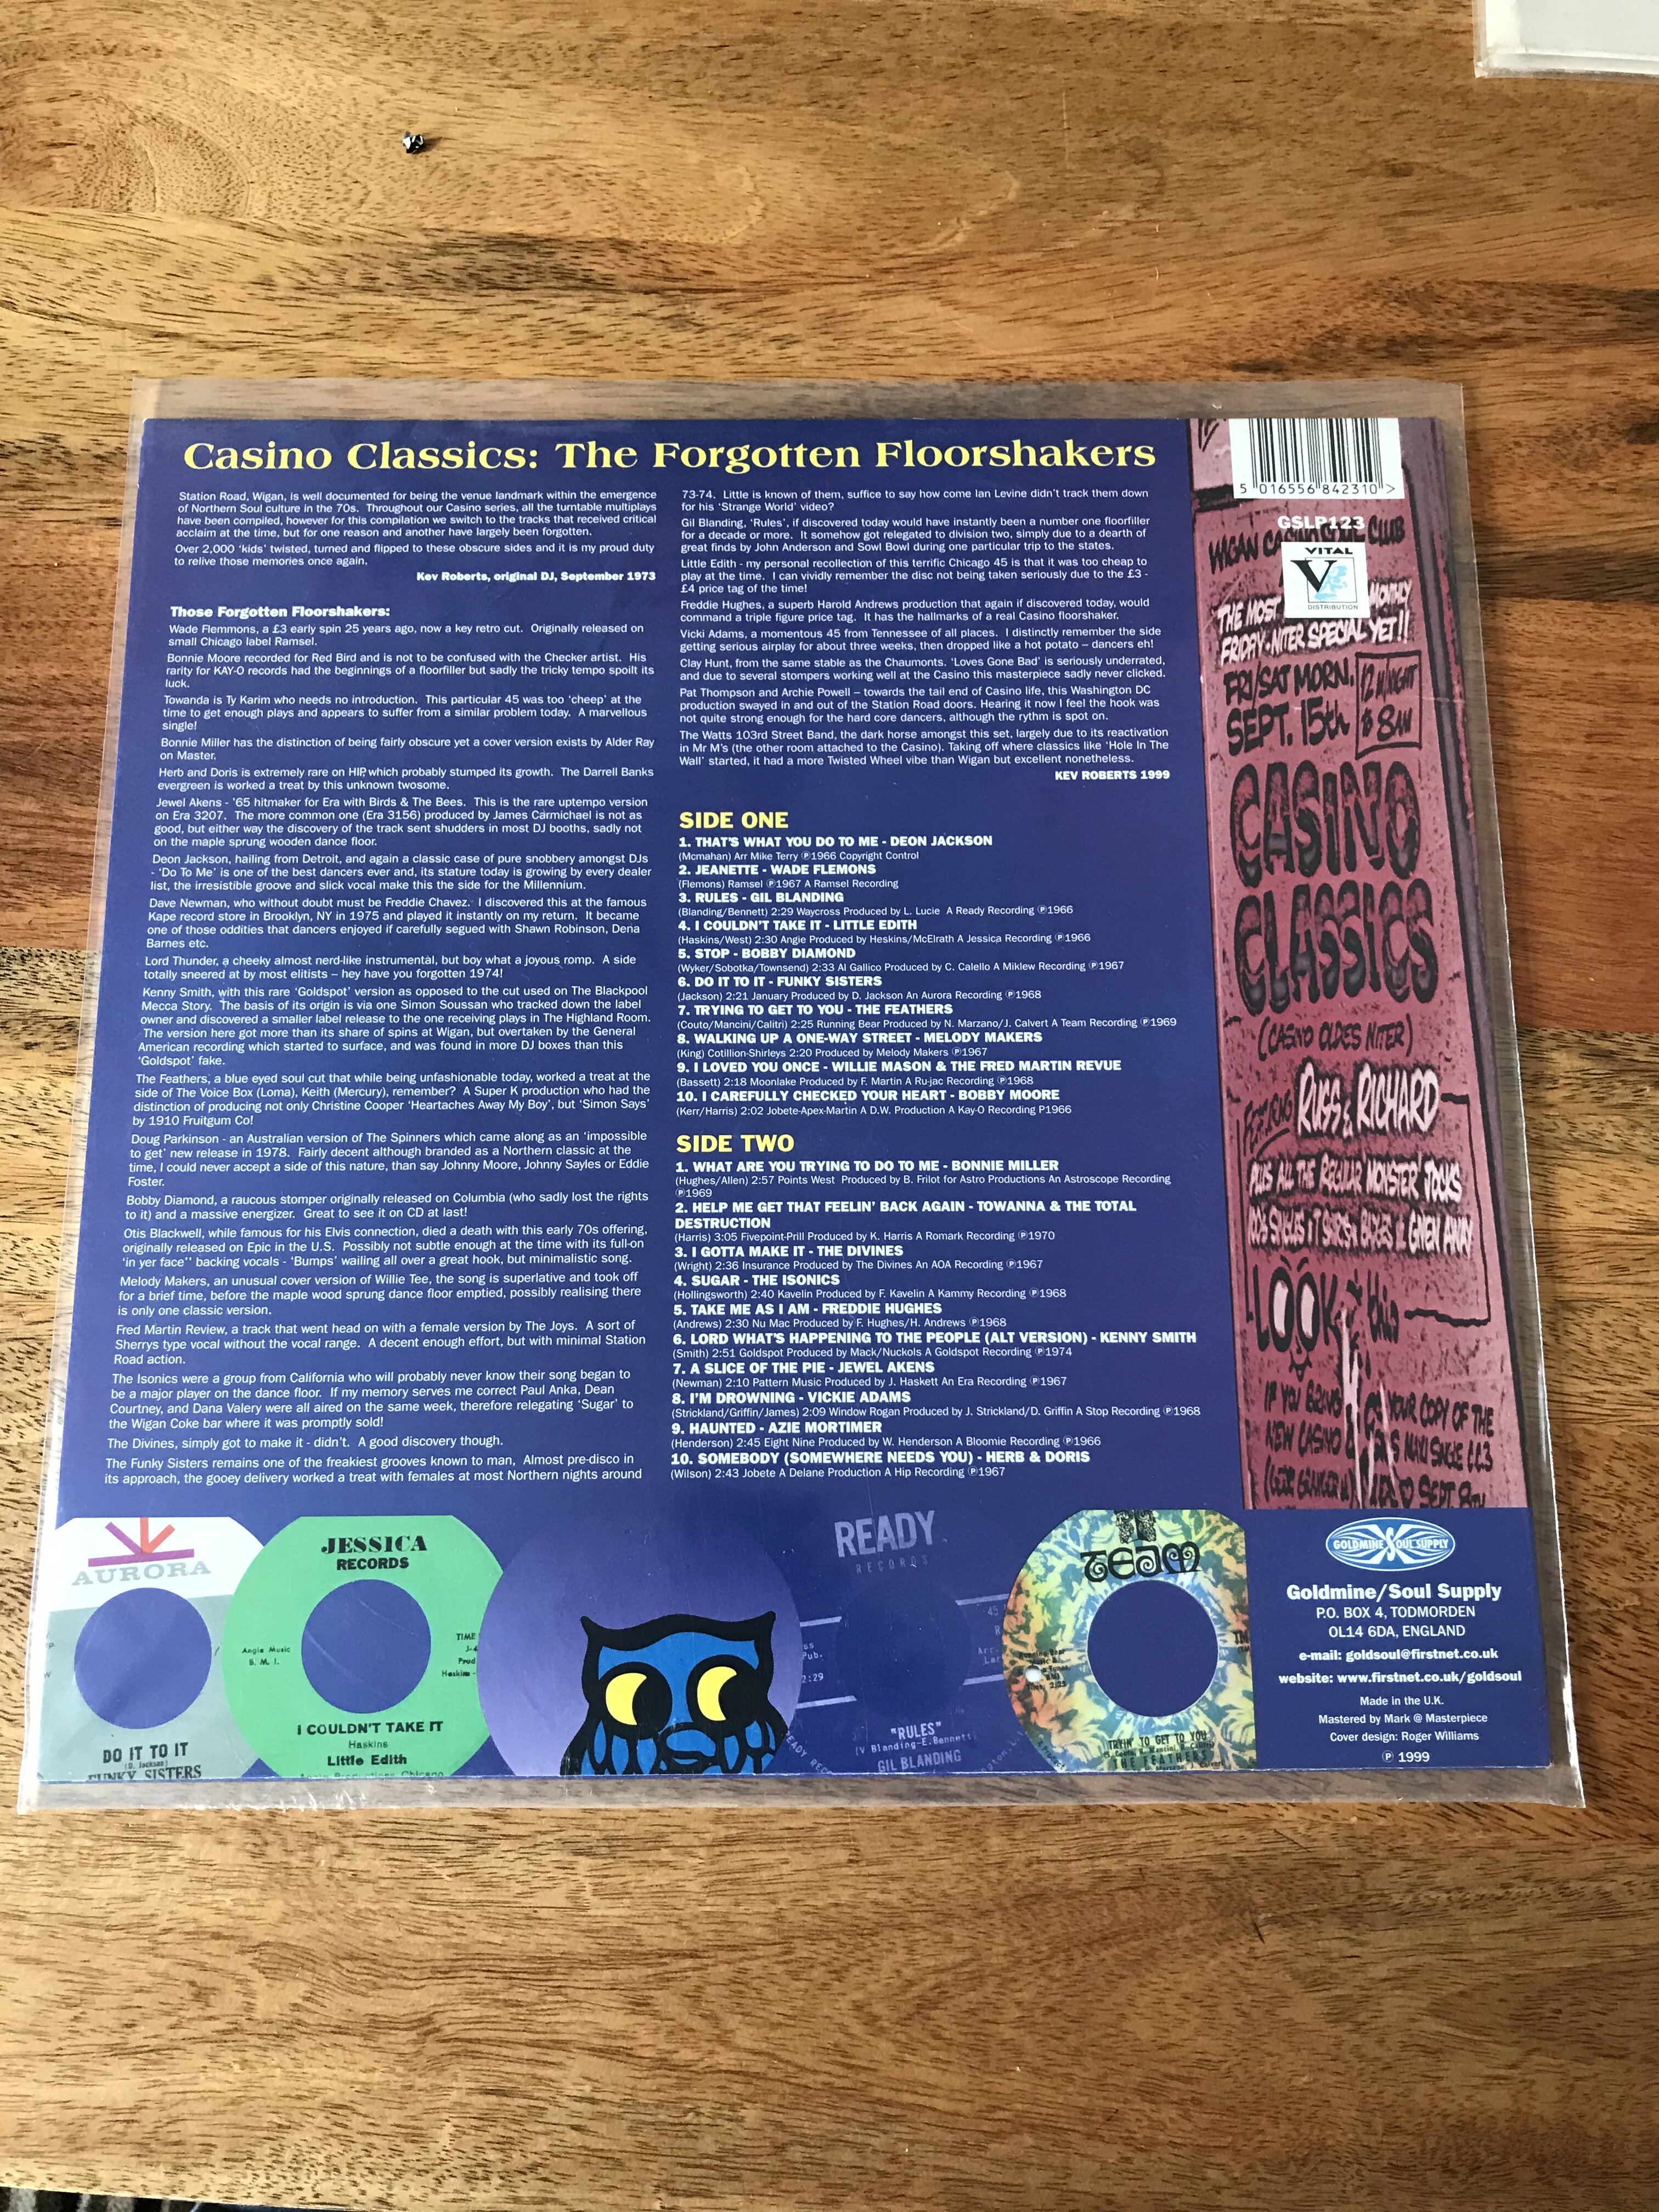 Casino Classics: The Forgotten Floorshakers
Station Road, Wigan, is well documented for being the venue landmark within the emergence
of Northern Soul culture in the 70s. Throughout our Casino series, all the turntable multiplays
have been compiled, however for this compilation we switch to the tracks that received critical
acclaim at the time, but for one reason and another have largely been forgotten.
Over 2,000 'kids' twisted, turned and flipped to these obscure sides and it is my proud duty
to relive those memories once again.
Kev Roberts, original DJ, September 1973
Those Forgotten Floorshakers:
Wade Flemmons, a £3 early spin 25 years ago, now a key retro cut. Originally released on
small Chicago label Ramsel.
Bonnie Moore recorded for Red Bird and is not to be confused with the Checker artist. His
rarity for KAY-O records had the beginnings of a floorfiller but sadly the tricky tempo spoilt its
luck.
Towanda is Ty Karim who needs no introduction. This particular 45 was too 'cheep' at the
time to get enough plays and appears to suffer from a similar problem today. A marvellous
single!
Bonnie Miller has the distinction of being fairly obscure yet a cover version exists by Alder Ray
on Master.
Herb and Doris is extremely rare on HIP, which probably stumped its growth. The Darrell Banks
evergreen is worked a treat by this unknown twosome.
Jewel Akens - '65 hitmaker for Era with Birds & The Bees. This is the rare uptempo version
on Era 3207. The more common one (Era 3156) produced by James Carmichael is not as
good, but either way the discovery of the track sent shudders in most DJ booths, sadly not
on the maple sprung wooden dance floor.
Deon Jackson, hailing from Detroit, and again a classic case of pure snobbery amongst DJs
- 'Do To Me' is one of the best dancers ever and, its stature today is growing by every dealer
list, the irresistible groove and slick vocal make this the side for the Millennium.
Dave Newman, who without doubt must be Freddie Chavez. I discovered this at the famous
Kape record store in Brooklyn, NY in 1975 and played it instantly on my return. It became
one of those oddities that dancers enjoyed if carefully segued with Shawn Robinson, Dena
Barnes etc.
Lord Thunder, a cheeky almost nerd-like instrumental, but boy what a joyous romp. A side
totally sneered at by most elitists – hey have you forgotten 1974!
Kenny Smith, with this rare 'Goldspot' version as opposed to the cut used on The Blackpool
Mecca Story. The basis of its origin is via one Simon Soussan who tracked down the label
owner and discovered a smaller label release to the one receiving plays in The Highland Room.
The version here got more than its share of spins at Wigan, but overtaken by the General
American recording which started to surface, and was found in more DJ boxes than this
'Goldspot' fake.
The Feathers, a blue eyed soul cut that while being unfashionable today, worked a treat at the
side of The Voice Box (Loma), Keith (Mercury), remember? A Super K production who had the
distinction of producing not only Christine Cooper 'Heartaches Away My Boy', but 'Simon Says'
by 1910 Fruitgum Co!
Doug Parkinson - an Australian version of The Spinners which came along as an 'impossible
to get' new release in 1978. Fairly decent although branded as a Northern classic at the
time, I could never accept a side of this nature, than say Johnny Moore, Johnny Sayles or Eddie
Foster.
Bobby Diamond, a raucous stomper originally released on Columbia (who sadly lost the rights
to it) and a massive energizer. Great to see it on CD at last!
Otis Blackwell, while famous for his Elvis connection, died a death with this early 70s offering,
originally released on Epic in the U.S. Possibly not subtle enough at the time with its full-on
'in yer face'' backing vocals - 'Bumps' wailing all over a great hook, but minimalistic song.
Melody Makers, an unusual cover version of Willie Tee, the song is superlative and took off
for a brief time, before the maple wood sprung dance floor emptied, possibly realising there
is only one classic version.
Fred Martin Review, a track that went head on with a female version by The Joys. A sort of
Sherrys type vocal without the vocal range. A decent enough effort, but with minimal Station
Road action.
The Isonics were a group from California who will probably never know their song began to
be a major player on the dance floor. If my memory serves me correct Paul Anka, Dean
Courtney, and Dana Valery were all aired on the same week, therefore relegating 'Sugar' to
the Wigan Coke bar where it was promptly sold!
The Divines, simply got to make it - didn't. A good discovery though.
The Funky Sisters remains one of the freakiest grooves known to man, Almost pre-disco in
its approach, the gooey delivery worked a treat with females at most Northern nights around
73-74. Little is known of them, suffice to say how come Ian Levine didn't track them down
for his 'Strange World' video?
Gil Blanding, 'Rules', if discovered today would have instantly been a number one floorfiller
for a decade or more. It somehow got relegated to division two, simply due to a dearth of
great finds by John Anderson and Sowl Bowl during one particular trip to the states.
Little Edith - my personal recollection of this terrific Chicago 45 is that it was too cheap to
play at the time. I can vividly remember the disc not being taken seriously due to the £3 -
£4 price tag of the time!
Freddie Hughes, a superb Harold Andrews production that again if discovered today, would
command a triple figure price tag. It has the hallmarks of a real Casino floorshaker.
Vicki Adams, a momentous 45 from Tennessee of all places. I distinctly remember the side
getting serious airplay for about three weeks, then dropped like a hot potato – dancers eh!
Clay Hunt, from the same stable as the Chaumonts. 'Loves Gone Bad' is seriously underrated,
and due to several stompers working well at the Casino this masterpiece sadly never clicked.
Pat Thompson and Archie Powell – towards the tail end of Casino life, this Washington DC
production swayed in and out of the Station Road doors. Hearing it now I feel the hook was
not quite strong enough for the hard core dancers, although the rythm is spot on.
The Watts 103rd Street Band, the dark horse amongst this set, largely due to its reactivation
in Mr M's (the other room attached to the Casino). Taking off where classics like 'Hole In The
Wall' started, it had a more Twisted Wheel vibe than Wigan but excellent nonetheless.
KEV ROBERTS 1999
SIDE ONE
1. THAT'S WHAT YOU DO TO ME - DEON JACKSON
(Mcmahan) Arr Mike Terry ℗1966 Copyright Control
2. JEANETTE - WADE FLEMONS
(Flemons) Ramsel ℗1967 A Ramsel Recording
3. RULES - GIL BLANDING
(Blanding/Bennett) 2:29 Waycross Produced by L. Lucie A Ready Recording ℗1966
4. I COULDN'T TAKE IT - LITTLE EDITH
(Haskins/West) 2:30 Angie Produced by Heskins/McElrath A Jessica Recording ℗1966
5. STOP - BOBBY DIAMOND
(Wyker/Sobotka/Townsend) 2:33 Al Gallico Produced by C. Calello A Miklew Recording ℗1967
6. DO IT TO IT - FUNKY SISTERS
(Jackson) 2:21 January Produced by D. Jackson An Aurora Recording ℗1968
7. TRYING TO GET TO YOU - THE FEATHERS
(Couto/Mancini/Calitri) 2:25 Running Bear Produced by N. Marzano/J. Calvert A Team Recording ℗1969
8. WALKING UP A ONE-WAY STREET - MELODY MAKERS
(King) Cotillion-Shirleys 2:20 Produced by Melody Makers ℗1967
9. I LOVED YOU ONCE - WILLIE MASON & THE FRED MARTIN REVUE
(Bassett) 2:18 Moonlake Produced by F. Martin A Ru-jac Recording ℗1968
10. I CAREFULLY CHECKED YOUR HEART - BOBBY MOORE
(Kerr/Harris) 2:02 Jobete-Apex-Martin A D.W. Production A Kay-O Recording P1966
SIDE TWO
1. WHAT ARE YOU TRYING TO DO TO ME - BONNIE MILLER
(Hughes/Allen) 2:57 Points West Produced by B. Frilot for Astro Productions An Astroscope Recording
℗1969
2. HELP ME GET THAT FEELIN' BACK AGAIN - TOWANNA & THE TOTAL
DESTRUCTION
(Harris) 3:05 Fivepoint-Prill Produced by K. Harris A Romark Recording ℗1970
3. I GOTTA MAKE IT - THE DIVINES
(Wright) 2:36 Insurance Produced by The Divines An AOA Recording ℗1967
4. SUGAR - THE ISONICS
(Hollingsworth) 2:40 Kavelin Produced by F. Kavelin A Kammy Recording ℗1968
5. TAKE ME AS I AM - FREDDIE HUGHES
(Andrews) 2:30 Nu Mac Produced by F. Hughes/H. Andrews ℗1968
6. LORD WHAT'S HAPPENING TO THE PEOPLE (ALT VERSION) - KENNY SMITH
(Smith) 2:51 Goldspot Produced by Mack/Nuckols A Goldspot Recording ℗1974
7. A SLICE OF THE PIE - JEWEL AKENS
(Newman) 2:10 Pattern Music Produced by J. Haskett An Era Recording ℗1967
8. I'M DROWNING - VICKIE ADAMS
(Strickland/Griffin/James) 2:09 Window Rogan Produced by J. Strickland/D. Griffin A Stop Recording ℗1968
9. HAUNTED - AZIE MORTIMER
(Henderson) 2:45 Eight Nine Produced by W. Henderson A Bloomie Recording ℗1966
10. SOMEBODY (SOMEWHERE NEEDS YOU) - HERB & DORIS
(Wilson) 2:43 Jobete A Delane Production A Hip Recording ℗1967
5 016556 842310 >
GSLP123
WIGAN CASINO CLUB
VITAL
V
DISTRIBUTION
THE MOST MONTHLY
FRIDAY-NITER SPECIAL YET!!
FRI/SAT MORN.
SEPT. 15th
12 MIDNIGHT
to 8AM
CASINO
CLASSICS
(CASINO OLDIES NITER)
RUSS & RICHARD
PLUS ALL THE REGULAR MONSTER JOCKS
GIVEN AWAY
LOOK at this
IF YOU BRING YOUR COPY OF THE
NEW CASINO
SEPT 8th
AURORA
DO IT TO IT
(D. Jackson)
FUNKY SISTERS
JESSICA
RECORDS
Angie Music
B. M. I.
TIME
Prod
Haskins -
I COULDN'T TAKE IT
Haskins
Little Edith
Angie Productions Chicago
READY
RECORDS
45
Pub.
2:29
"RULES"
(V Blanding-E.Bennett)
GIL BLANDING
TEAM
TRYIN' TO GET TO YOU
THE FEATHERS
GOLDMINE SOUL SUPPLY
Goldmine/Soul Supply
P.O. BOX 4, TODMORDEN
OL14 6DA, ENGLAND
e-mail: goldsoul@firstnet.co.uk
website: www.firstnet.co.uk/goldsoul
Made in the U.K.
Mastered by Mark @ Masterpiece
Cover design: Roger Williams
℗ 1999